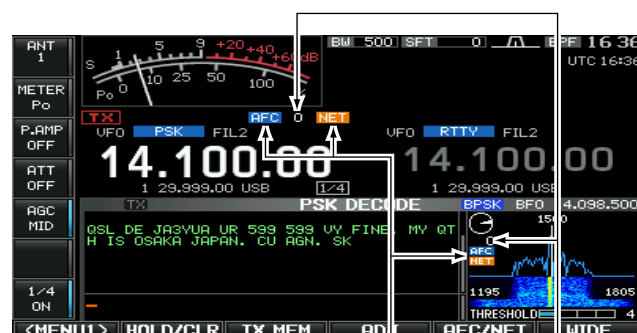 ANT
1
METER
Po
P.AMP
OFF
ATT
OFF
AGC
MID
1/4
ON
S 1 5 9 +20 +40 +60dB
Po 0 10 25 50 100
BW 500 SFT 0 BPF 16:36
UTC 16:36
TX AFC 0 NET
VFO PSK FIL2
14.100.00
1 29.999.00 USB 1/4
VFO RTTY FIL2
14.100.00
1 29.999.00 USB
TX PSK DECODE BPSK BFO 14.098.500
QSL DE JA3YUA UR 599 599 VY FINE. MY QT
H IS OSAKA JAPAN. CU AGN. SK
1500
0
AFC
NET
1195 1805
THRESHOLD 4
<MENU1> HOLD/CLR TX MEM ADJ AFC/NET WIDE